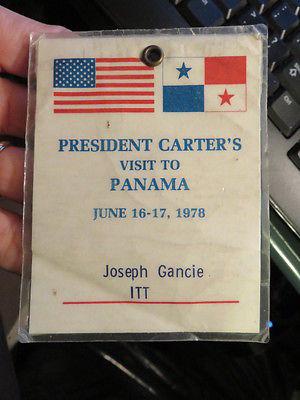 PRESIDENT CARTER'S
VISIT TO
PANAMA
JUNE 16-17, 1978
Joseph Gancie
ITT